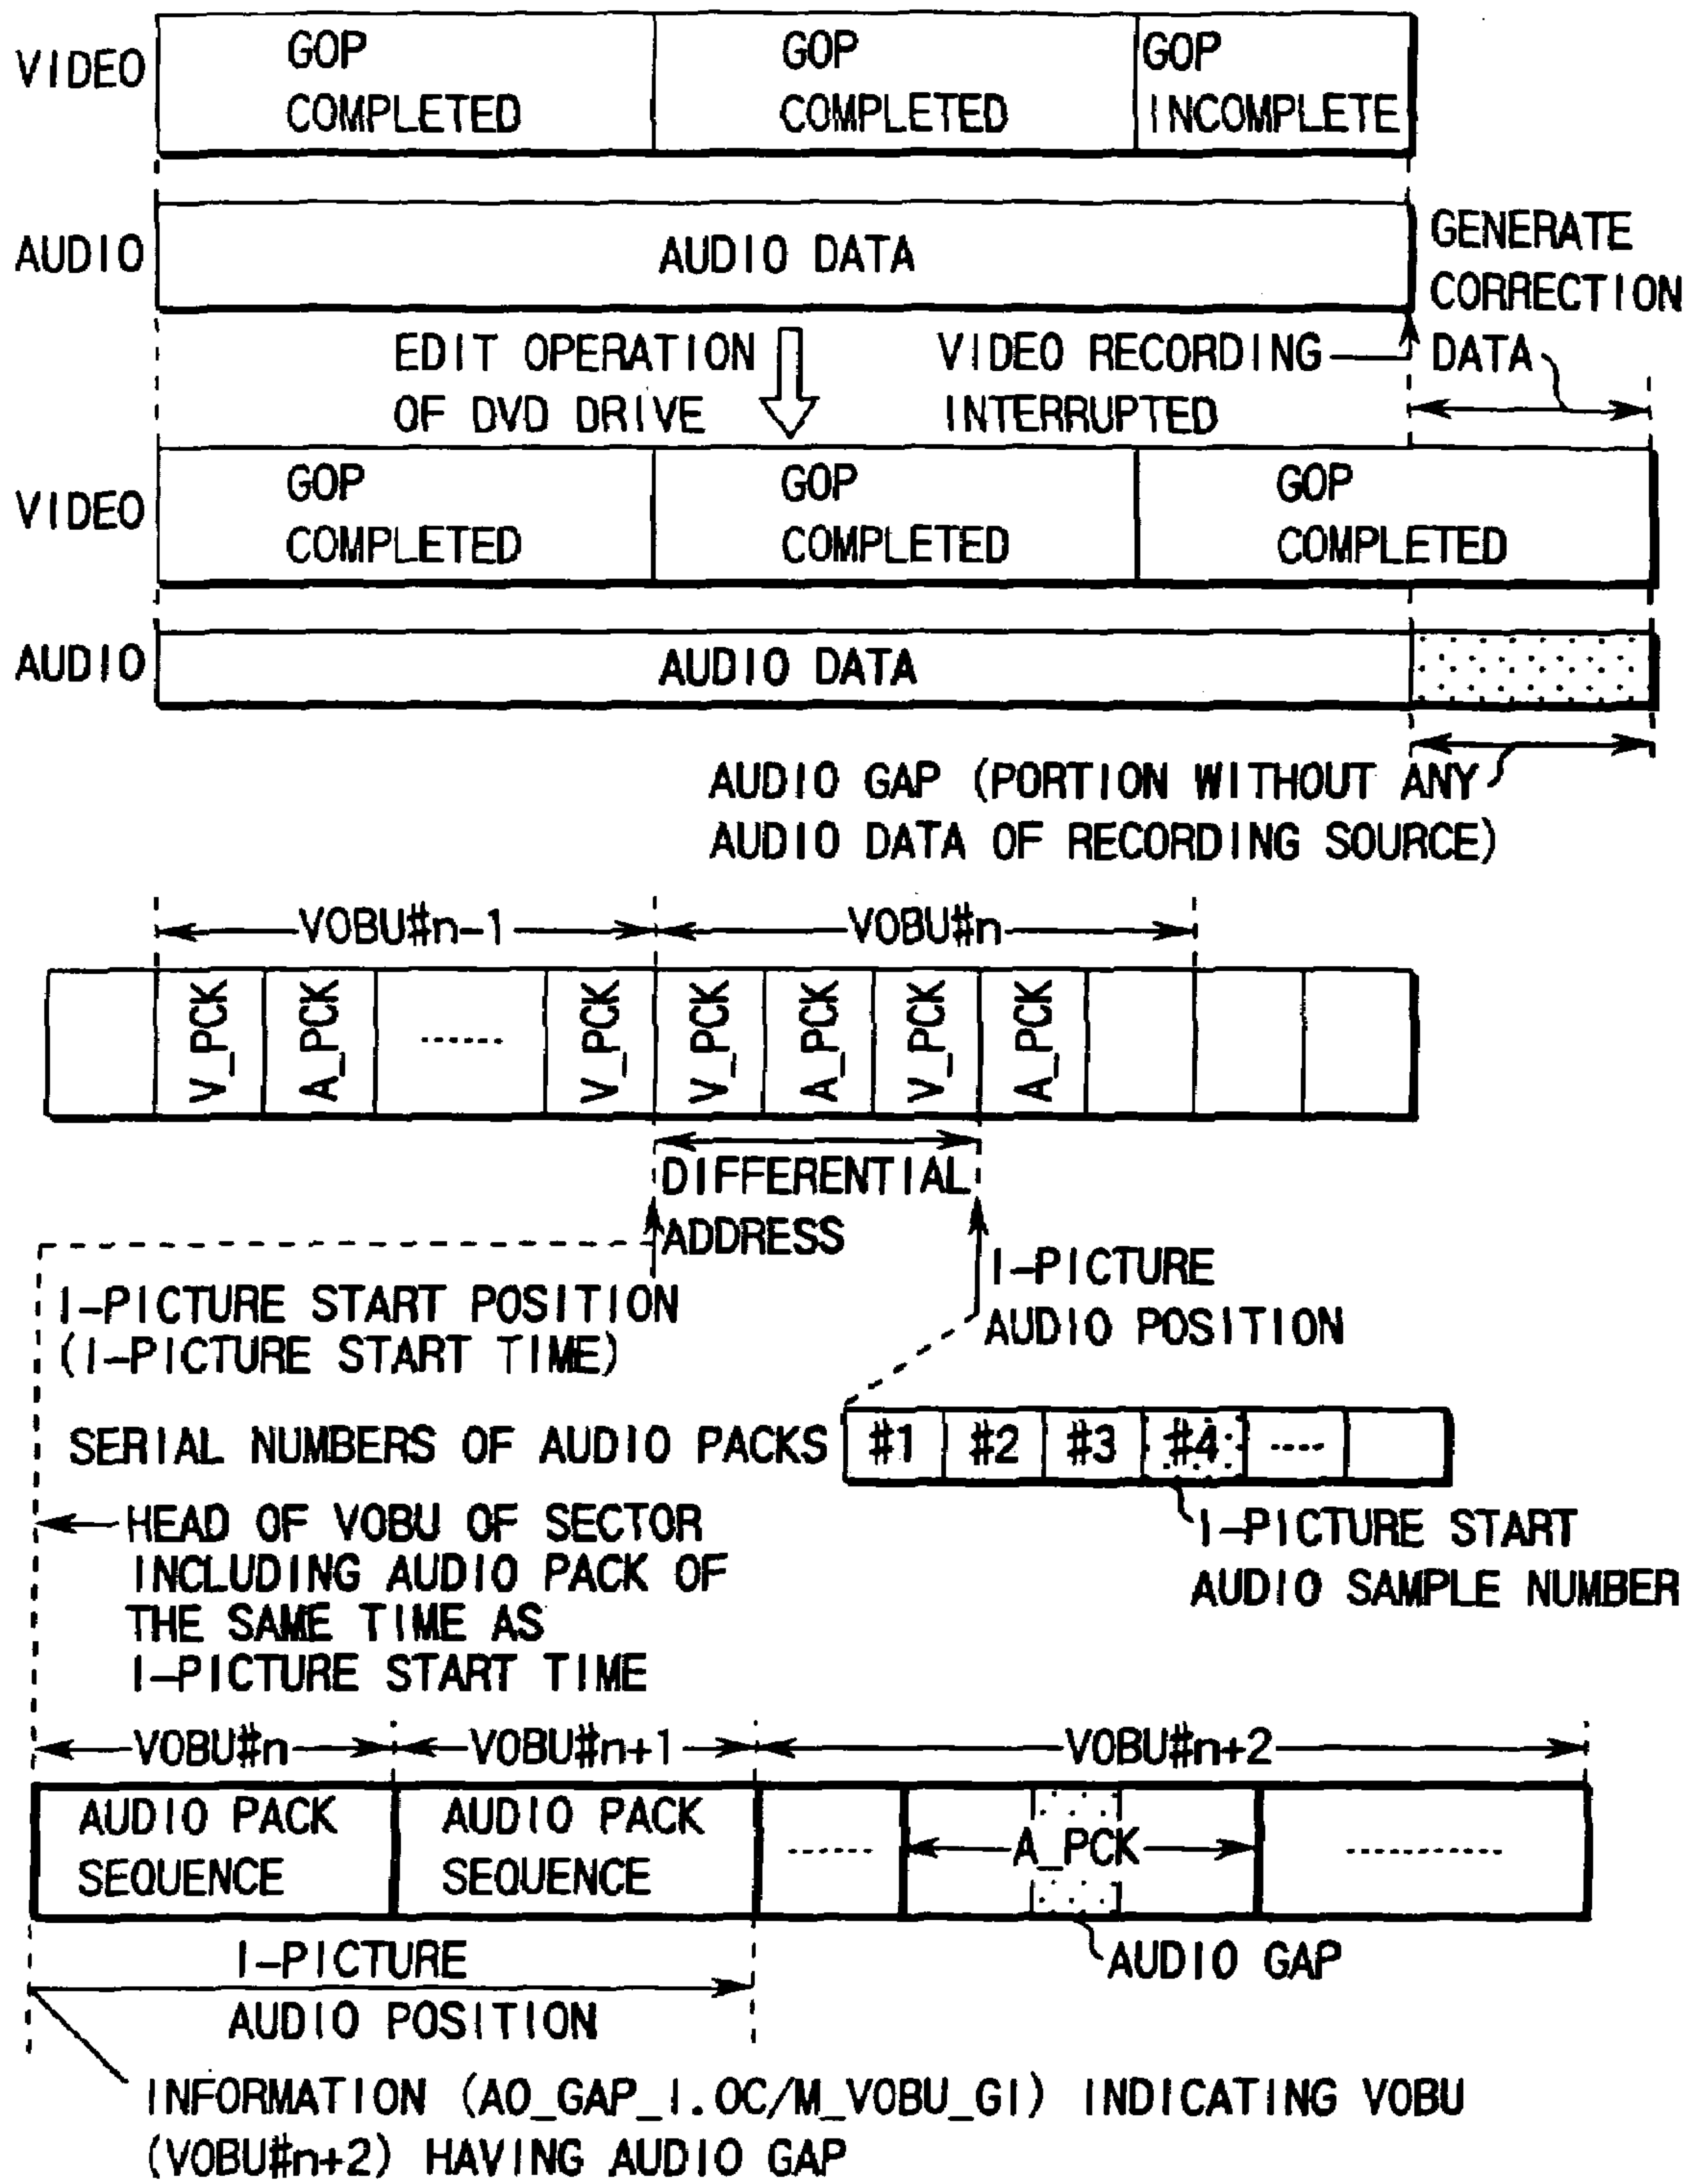 VIDEO
GOP
COMPLETED
GOP
COMPLETED
GOP
INCOMPLETE
AUDIO
AUDIO DATA
GENERATE
CORRECTION
DATA
EDIT OPERATION
OF DVD DRIVE
VIDEO RECORDING
INTERRUPTED
VIDEO
GOP
COMPLETED
GOP
COMPLETED
GOP
COMPLETED
AUDIO
AUDIO DATA
AUDIO GAP (PORTION WITHOUT ANY
AUDIO DATA OF RECORDING SOURCE)
VOBU#n-1
VOBU#n
V_PCK
A_PCK
------
V_PCK
V_PCK
A_PCK
V_PCK
A_PCK
DIFFERENTIAL
ADDRESS
I-PICTURE START POSITION
(I-PICTURE START TIME)
I-PICTURE
AUDIO POSITION
SERIAL NUMBERS OF AUDIO PACKS
#1
#2
#3
#4
----
I-PICTURE START
AUDIO SAMPLE NUMBER
HEAD OF VOBU OF SECTOR
INCLUDING AUDIO PACK OF
THE SAME TIME AS
I-PICTURE START TIME
VOBU#n
VOBU#n+1
VOBU#n+2
AUDIO PACK
SEQUENCE
AUDIO PACK
SEQUENCE
------
A_PCK
----------
AUDIO GAP
I-PICTURE
AUDIO POSITION
INFORMATION (AO_GAP_I.OC/M_VOBU_GI) INDICATING VOBU
(VOBU#n+2) HAVING AUDIO GAP